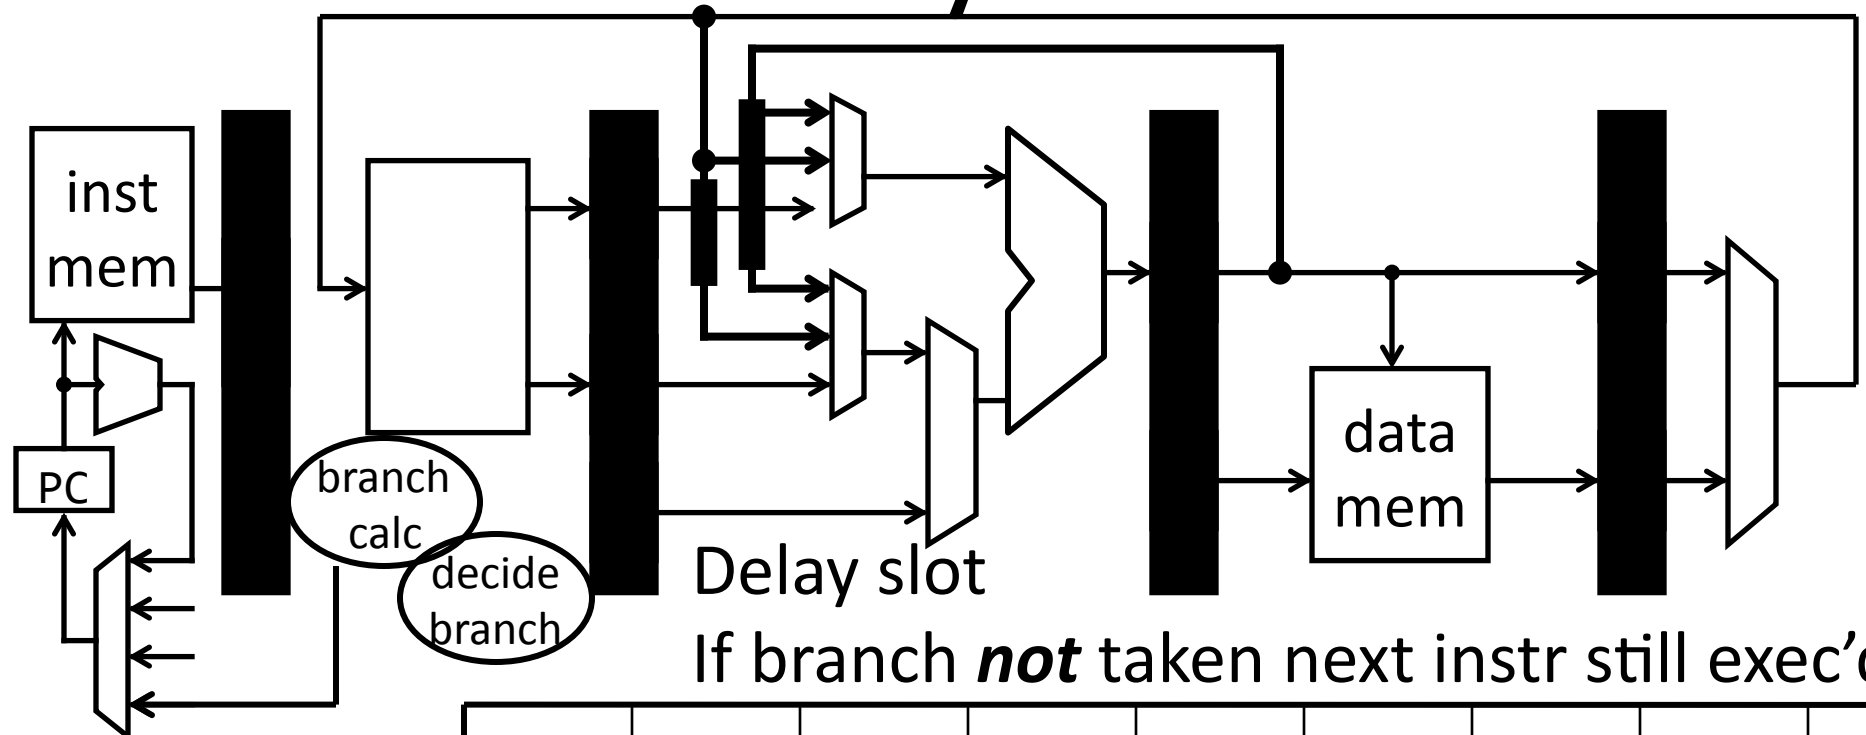 inst
mem
PC
branch
calc
decide
branch
data
mem
Delay slot
If branch not taken next instr still exec’d